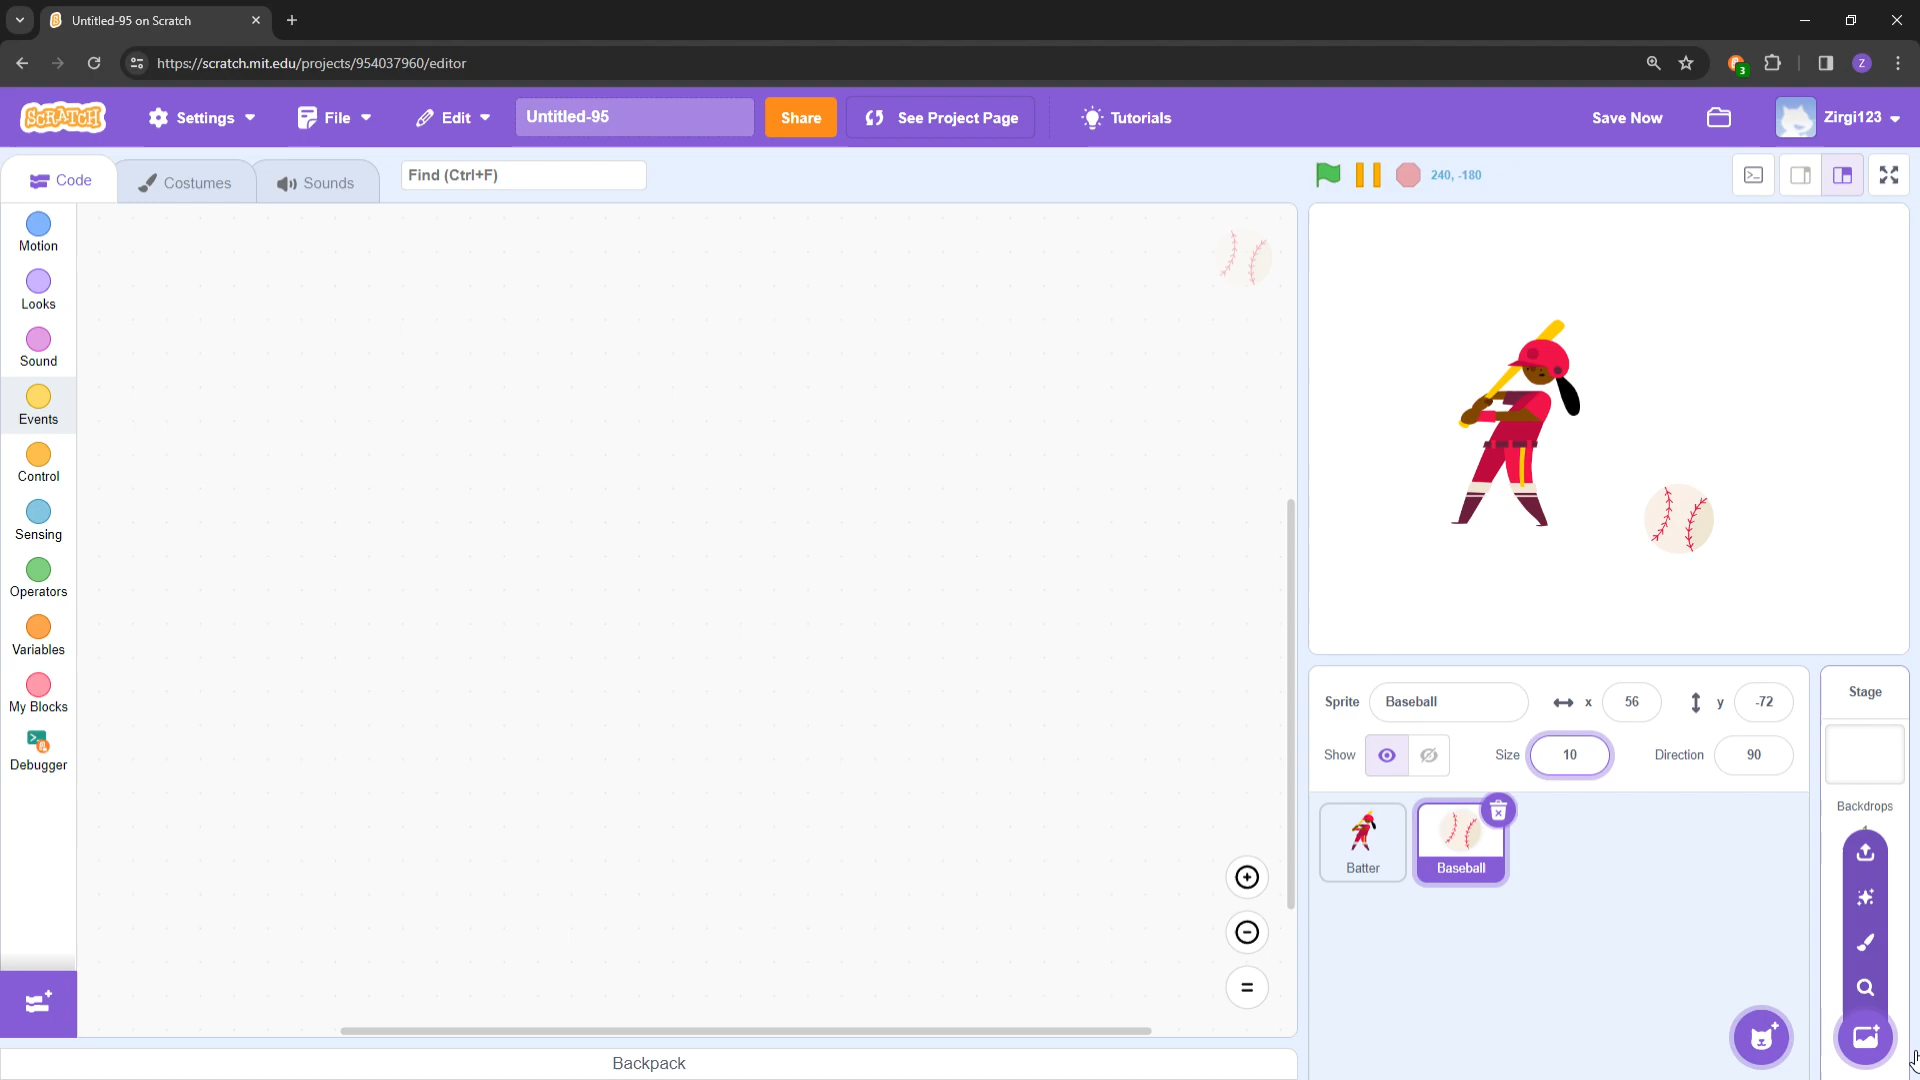 Untitled-95 on Scratch
https://scratch.mit.edu/projects/954037960/editor
3
Z
SCRATCH
Settings
File
Edit
Untitled-95
Share
See Project Page
Tutorials
Save Now
Zirgi123
Code
Costumes
Sounds
Find (Ctrl+F)
240, -180
Motion
Looks
Sound
Events
Control
Sensing
Operators
Variables
My Blocks
Debugger
Sprite
Baseball
x
56
y
-72
Show
Size
10
Direction
90
Batter
Baseball
Stage
Backdrops
Backpack